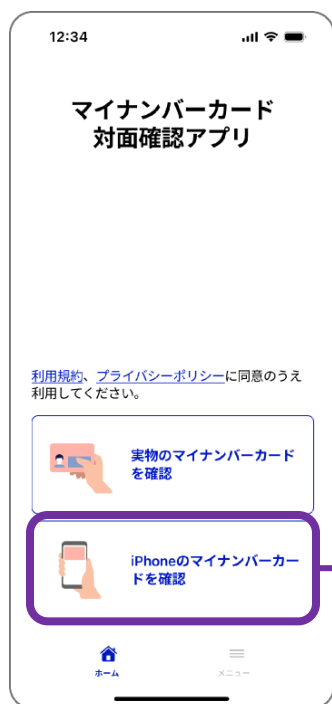 12:34
マイナンバーカード
対面確認アプリ
利用規約、プライバシーポリシーに同意のうえ
利用してください。
実物のマイナンバーカード
を確認
iPhoneのマイナンバーカー
ドを確認
ホーム
メニュー